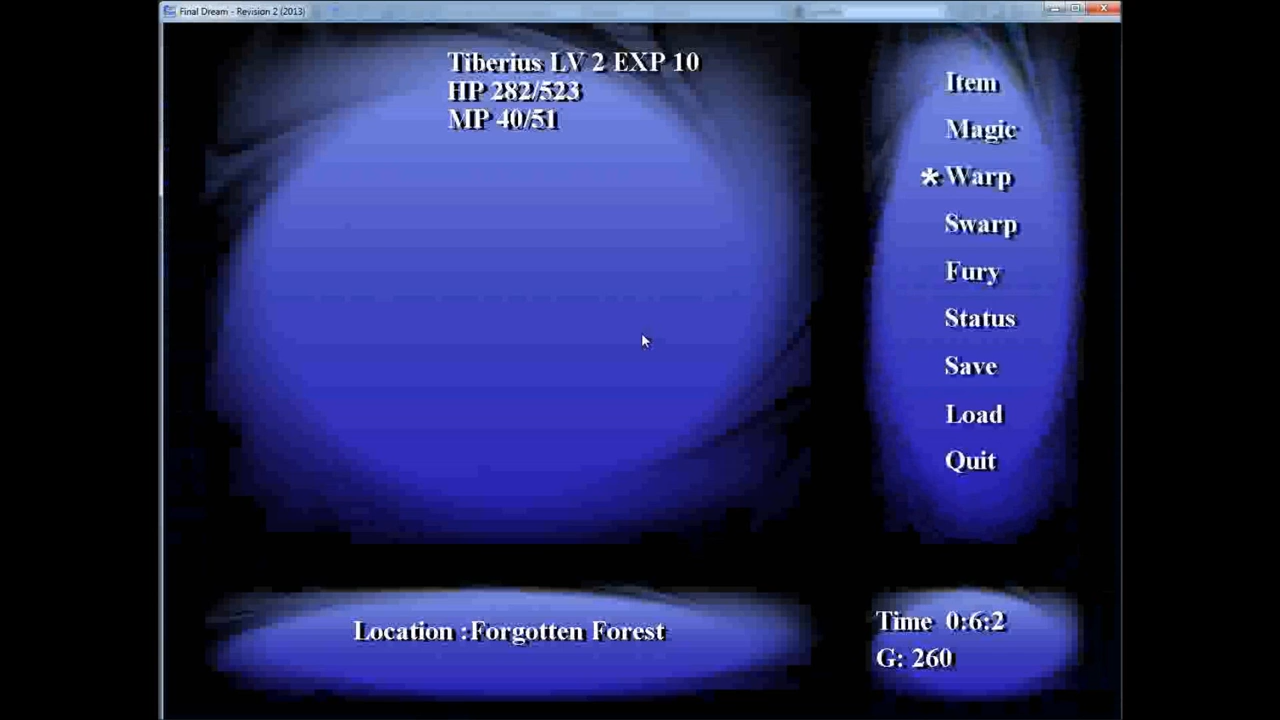 Final Dream - Revision 2 (2013)
Tiberius LV 2 EXP 10
HP 282/523
MP 40/51
Item
Magic
*Warp
Swarp
Fury
Status
Save
Load
Quit
Location :Forgotten Forest
Time 0:6:2
G: 260